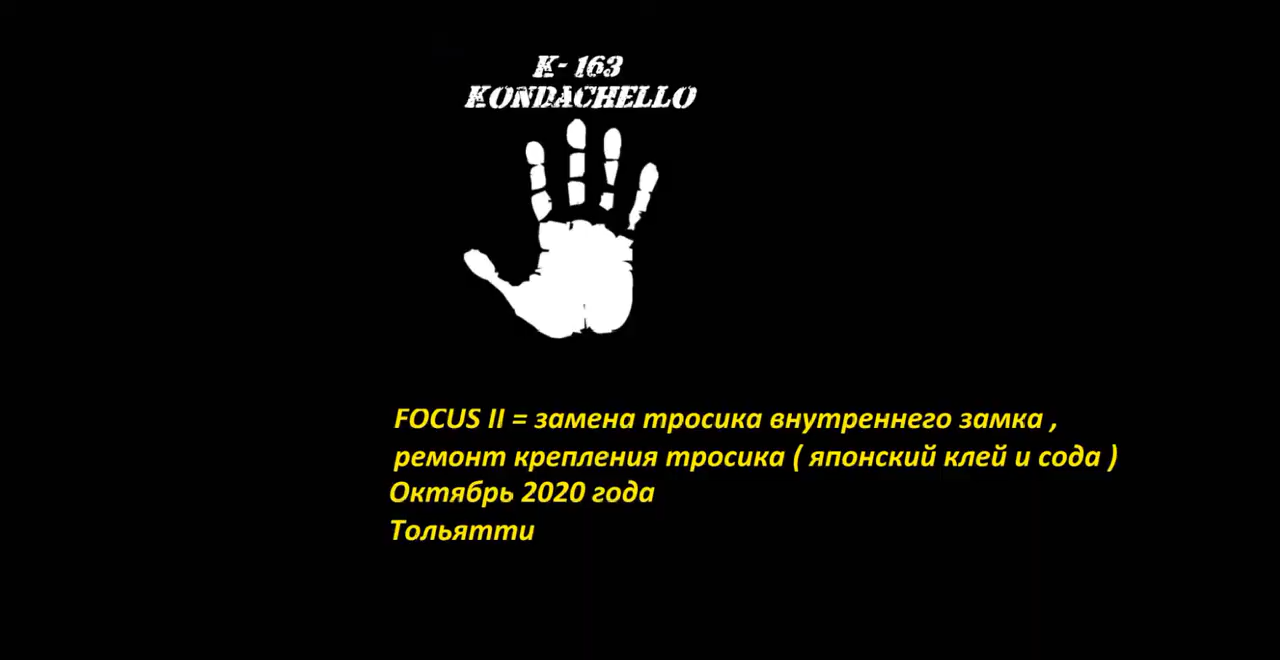 K- 163
KONDACHELLO
FOCUS II = замена тросика внутреннего замка ,
ремонт крепления тросика ( японский клей и сода )
Октябрь 2020 года
Тольятти